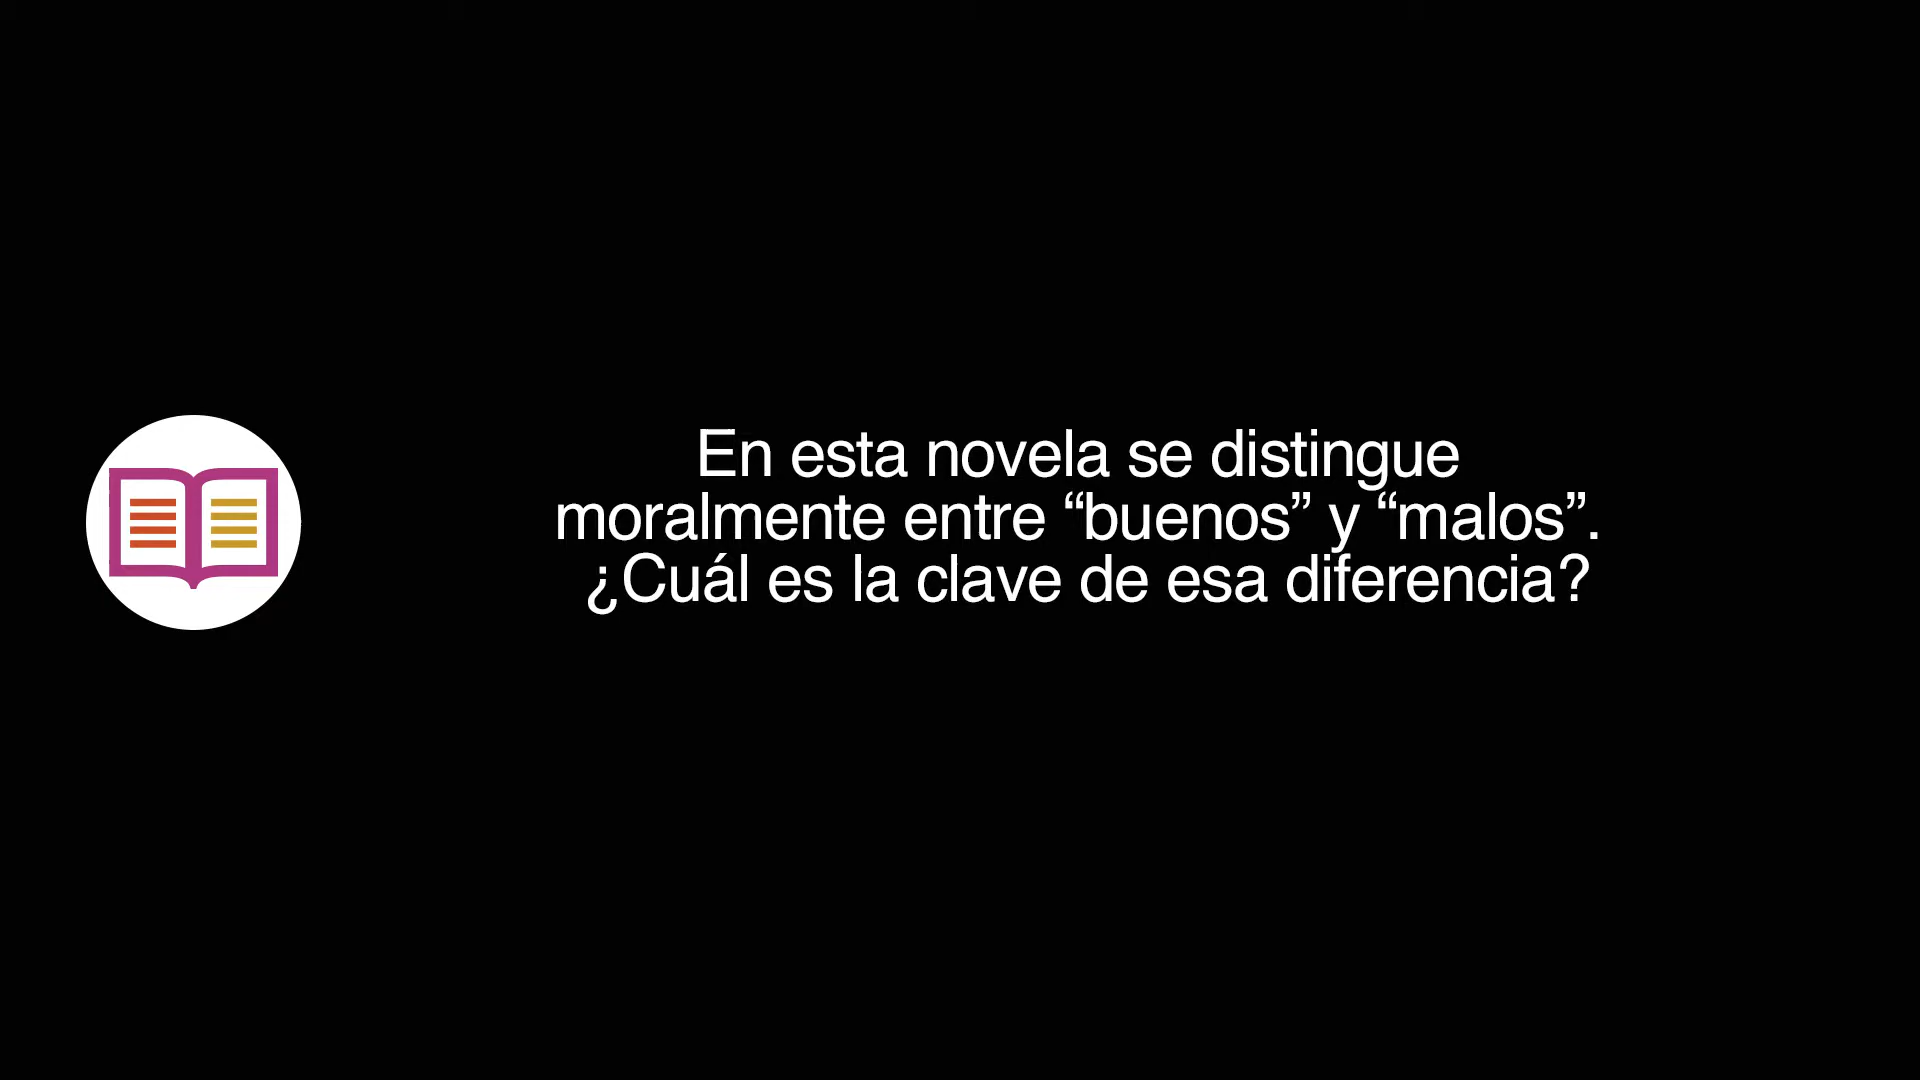 En esta novela se distingue
moralmente entre “buenos” y “malos”.
¿Cuál es la clave de esa diferencia?